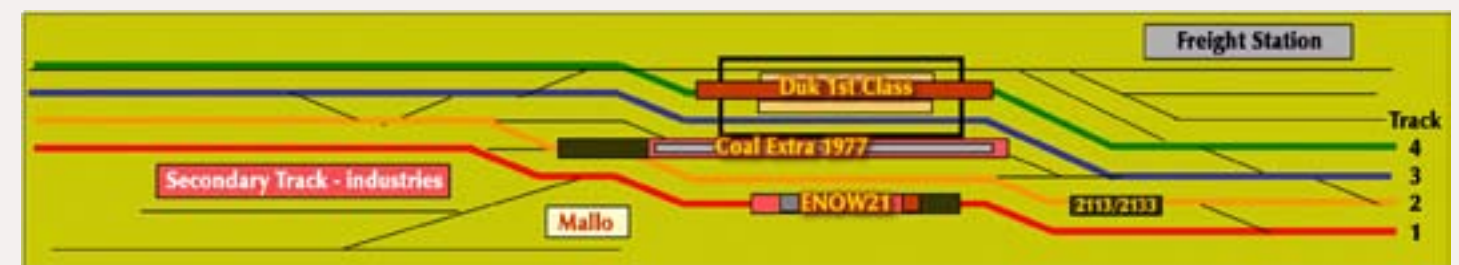 Freight Station
Duk 1st Class
Track
4
Coal Extra 1977
3
Secondary Track - industries
2113/2133
2
ENOW21
Mallo
1